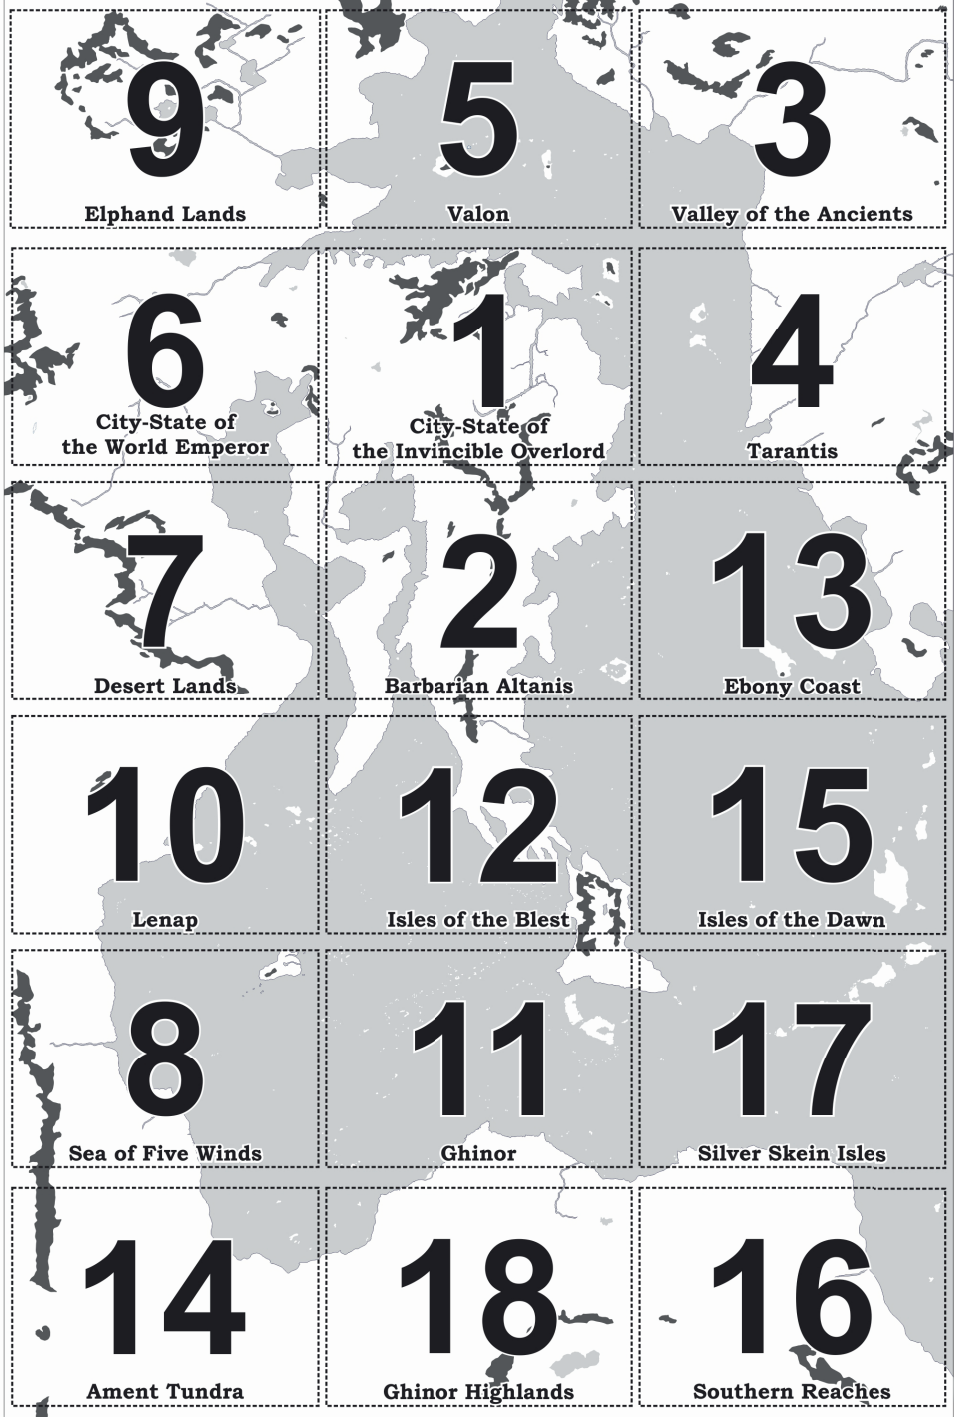 9
Elphand Lands
5
Valon
3
Valley of the Ancients
6
City-State of
the World Emperor
1
City-State of
the Invincible Overlord
4
Tarantis
7
Desert Lands
2
Barbarian Altanis
13
Ebony Coast
10
Lenap
12
Isles of the Blest
15
Isles of the Dawn
8
Sea of Five Winds
11
Ghinor
17
Silver Skein Isles
14
Ament Tundra
18
Ghinor Highlands
16
Southern Reaches